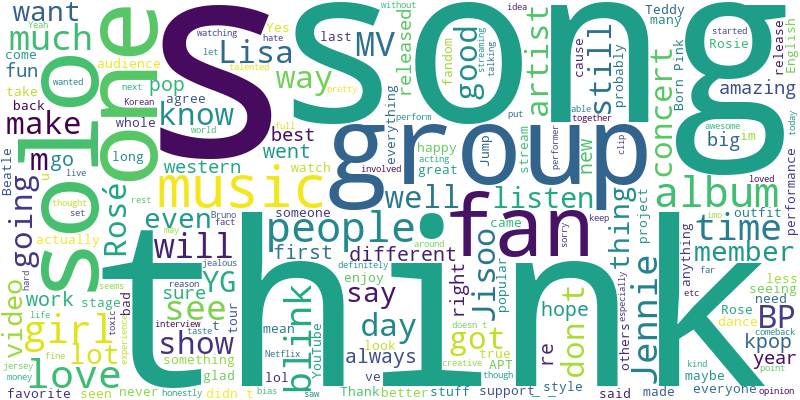 want
Yeah
many
Teddy
idea
without
much
watching
Yes
hate
last
MV
Lisa
let
talented
fandom
released
good
streaming
talking
artist
cause
still
probably
started
Rosie
release
English
come
fun
take
back
make
wanted
next
Korean
pop
audience
way
pretty
know
agree
whole
world
best
full
everything
perform
put
able
together
Born Pink
concert
amazing
awesome
im
today
one
S
song
solo
Beatle
m
go
u
live
long
western
went
watch
happy
acting
great
Jump
stream
new
performer
clip
big
loved
going
thought
set
rest
Rosé
music
group
well
involved
listen
album
performance
actually
even
may
Bruno
fact
someone
people
fan
thing
project
outfit
time
imo
will
first
different
came
around
sorry
keep
member
video
hard
seems
life
work
stage
YG
jealous
definitely
enjoy
right
popular
Jisoo
hope
especially
others
Jennie
anything
etc
far
less
seeing
girl
toxic
bad
sure
see
reason
t
tour
mean
say
need
BP
Rose
dance
interview
taste
day
look
got
doesn t
true
re
don t
comeback
jersey
fine
lot
experience
show
something
Netflix
blink
YouTube
always
creative
APT
kpop
year
money
love
glad
lol
ve
though
style
kind
maybe
point
favorite
seen
never
honestly
didn t
bias
saw
Thank
better
stuff
support
_ _
said
made
everyone
opinion
think